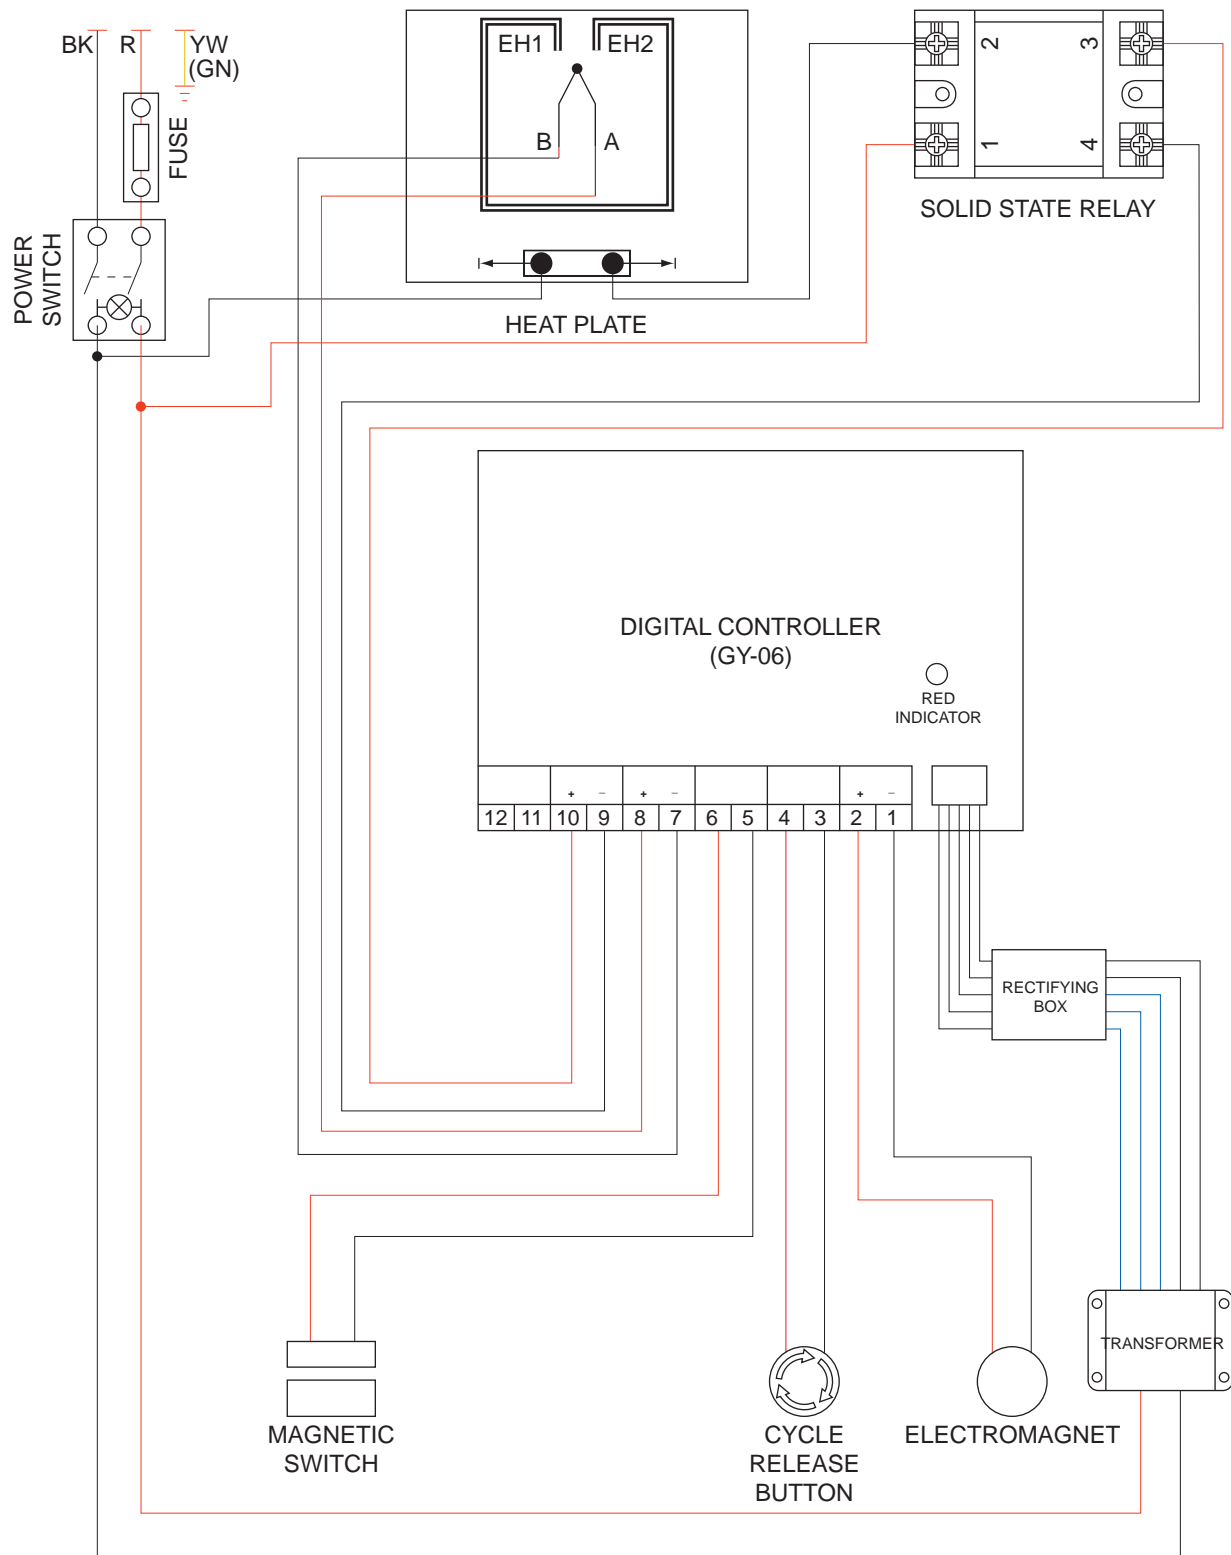 BK R YW
(GN)
FUSE
POWER
SWITCH
EH1 EH2
B A
HEAT PLATE
2 3
1 4
SOLID STATE RELAY
DIGITAL CONTROLLER
(GY-06)
RED
INDICATOR
+ − + − + −
12 11 10 9 8 7 6 5 4 3 2 1
RECTIFYING
BOX
TRANSFORMER
MAGNETIC
SWITCH
CYCLE
RELEASE
BUTTON
ELECTROMAGNET